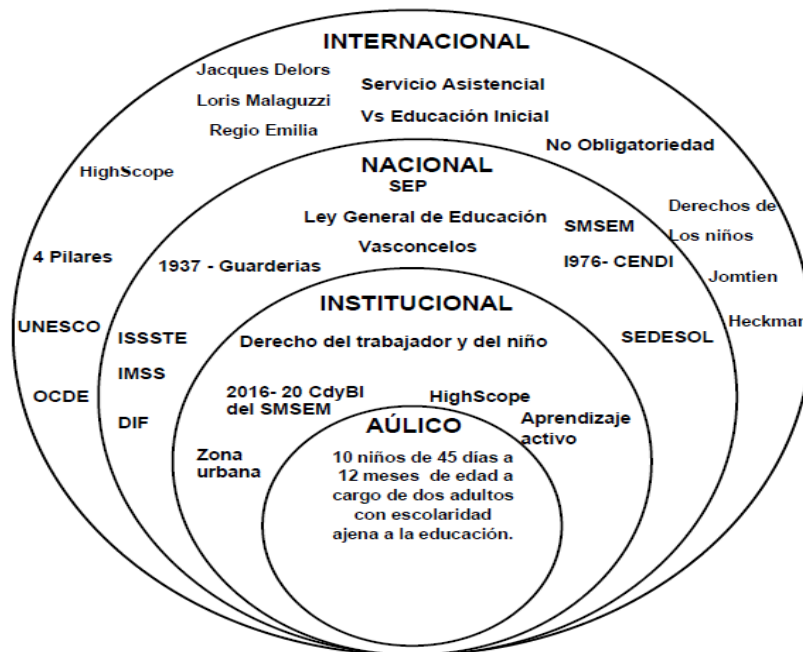 INTERNACIONAL
Jacques Delors
Loris Malaguzzi
Regio Emilia
Servicio Asistencial
Vs Educación Inicial
No Obligatoriedad
HighScope
Derechos de
Los niños
4 Pilares
Jomtien
UNESCO
Heckman
OCDE
NACIONAL
SEP
Ley General de Educación
Vasconcelos
SMSEM
I976- CENDI
1937 - Guarderías
ISSSTE
IMSS
DIF
SEDESOL
INSTITUCIONAL
Derecho del trabajador y del niño
2016- 20 CdyBI
del SMSEM
HighScope
Aprendizaje
activo
Zona
urbana
AÚLICO
10 niños de 45 días a
12 meses de edad a
cargo de dos adultos
con escolaridad
ajena a la educación.